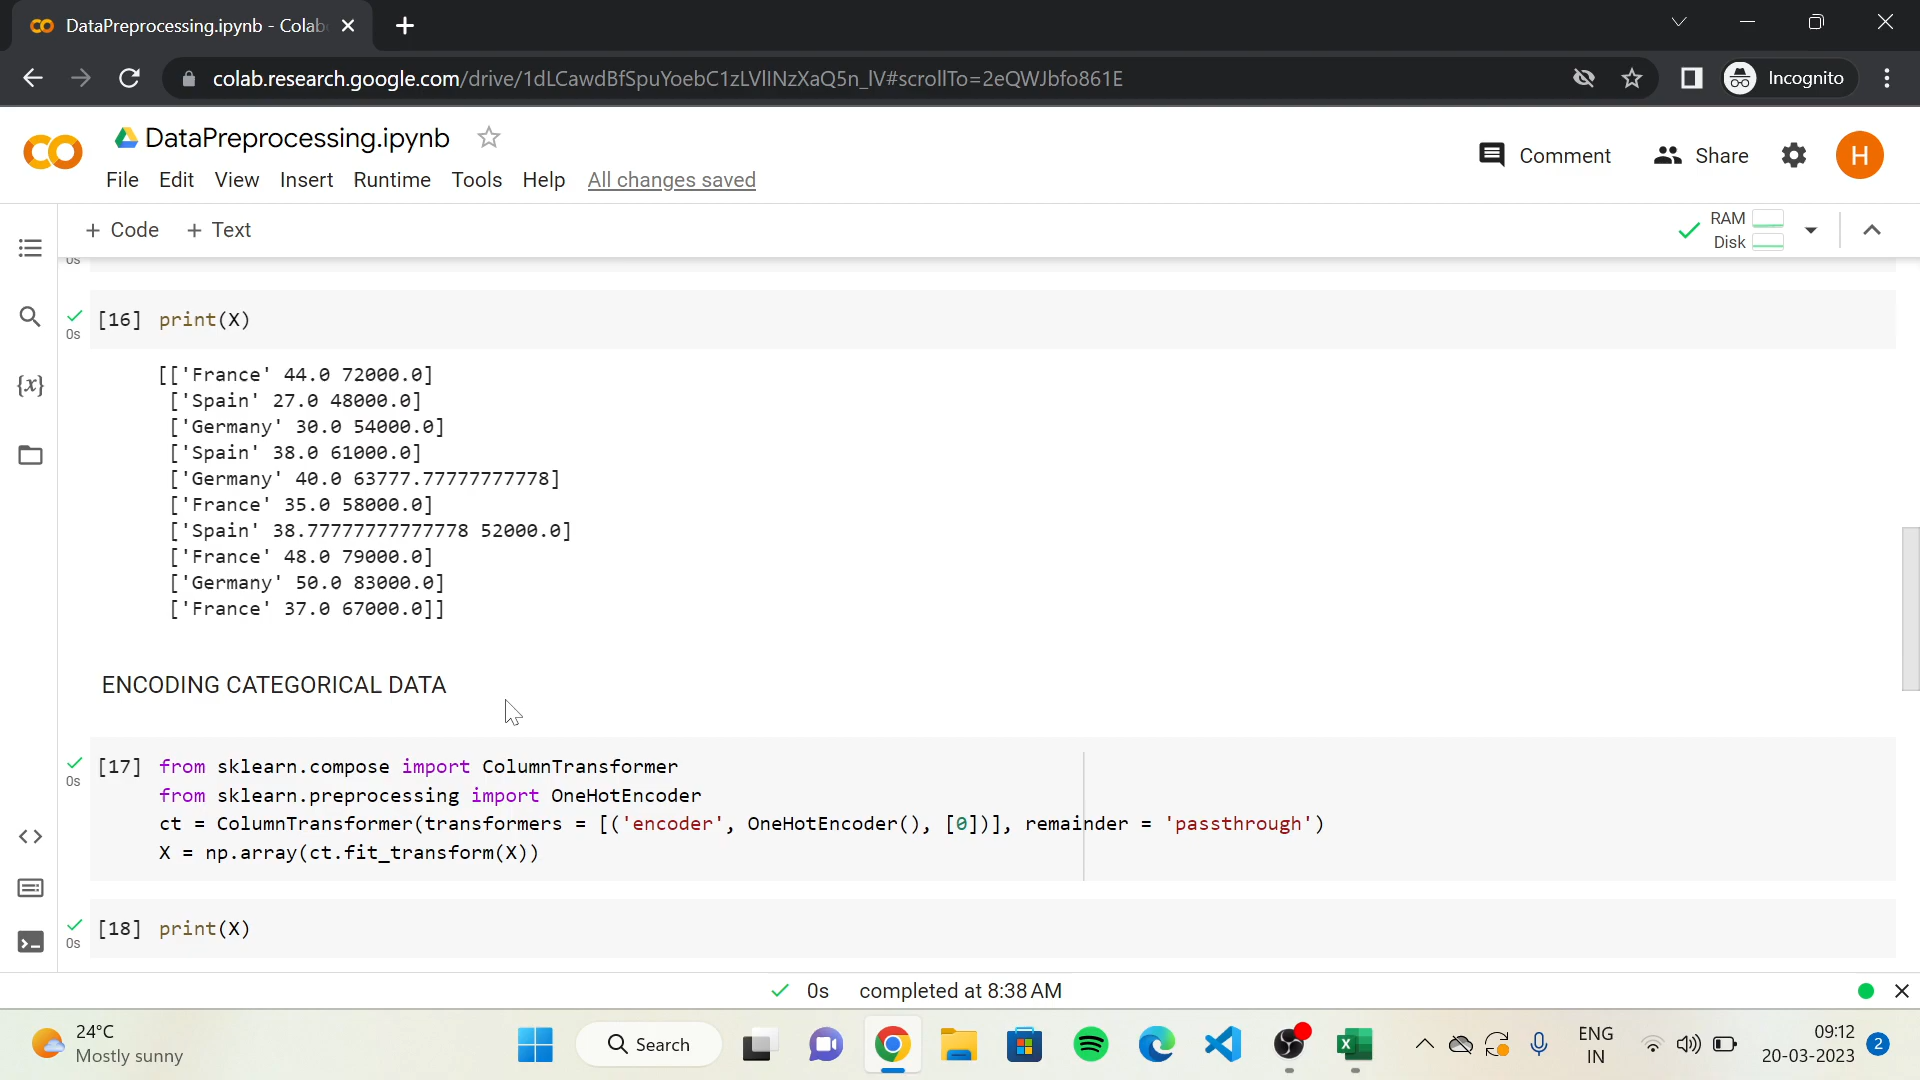 DataPreprocessing.ipynb - Colab
colab.research.google.com/drive/1dLCawdBfSpuYoebC1zLVlINzXaQ5n_lV#scrollTo=2eQWJbfo861E
Incognito
DataPreprocessing.ipynb
File Edit View Insert Runtime Tools Help All changes saved
Comment
Share
H
+ Code + Text
RAM
Disk
0s
[16] print(X)
0s
[['France' 44.0 72000.0]
['Spain' 27.0 48000.0]
['Germany' 30.0 54000.0]
['Spain' 38.0 61000.0]
['Germany' 40.0 63777.77777777778]
['France' 35.0 58000.0]
['Spain' 38.77777777777778 52000.0]
['France' 48.0 79000.0]
['Germany' 50.0 83000.0]
['France' 37.0 67000.0]]
ENCODING CATEGORICAL DATA
[17] from sklearn.compose import ColumnTransformer
0s
from sklearn.preprocessing import OneHotEncoder
ct = ColumnTransformer(transformers = [('encoder', OneHotEncoder(), [0])], remainder = 'passthrough')
X = np.array(ct.fit_transform(X))
[18] print(X)
0s
0s completed at 8:38 AM
24°C
Mostly sunny
Search
ENG
IN
09:12
20-03-2023
2